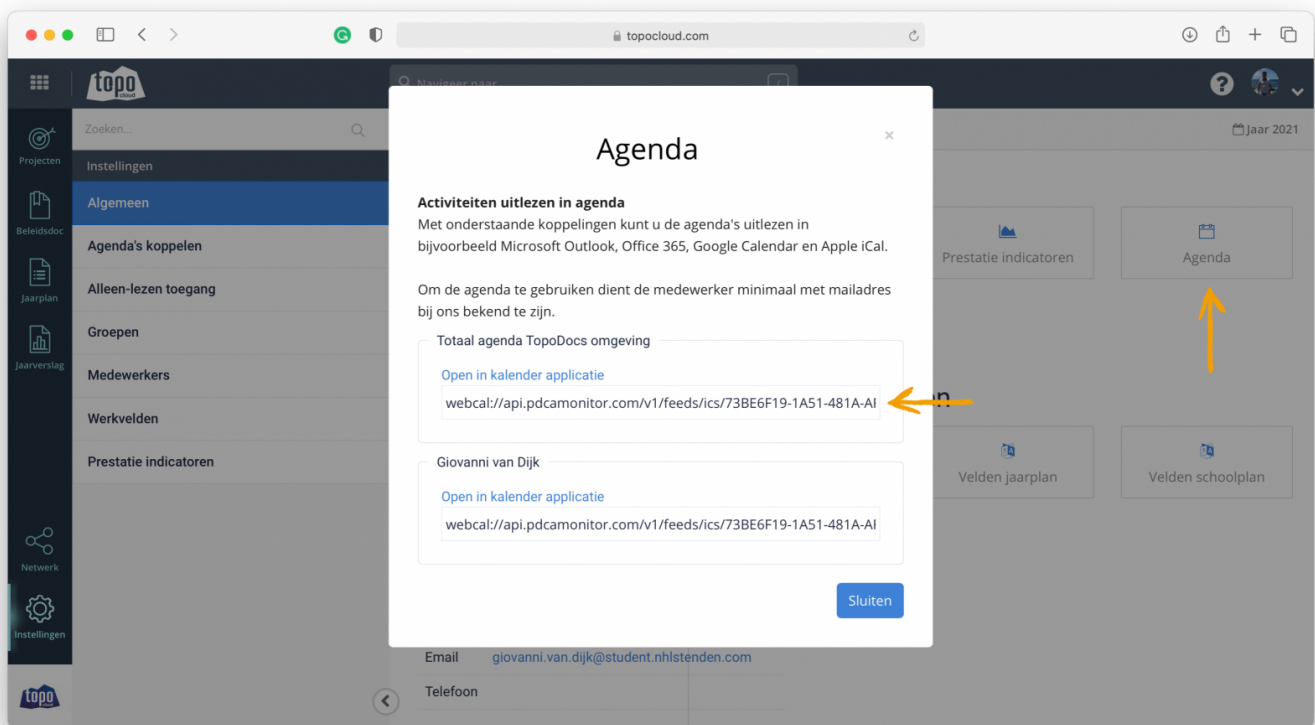 topocloud.com
topo
cloud
Navigeer naar
/
?
Projecten
Beleidsdoc
Jaarplan
Jaarverslag
Netwerk
Instellingen
topo
cloud
Zoeken...
Instellingen
Algemeen
Agenda's koppelen
Alleen-lezen toegang
Groepen
Medewerkers
Werkvelden
Prestatie indicatoren
Agenda
×
Activiteiten uitlezen in agenda
Met onderstaande koppelingen kunt u de agenda's uitlezen in
bijvoorbeeld Microsoft Outlook, Office 365, Google Calendar en Apple iCal.
Om de agenda te gebruiken dient de medewerker minimaal met mailadres
bij ons bekend te zijn.
Totaal agenda TopoDocs omgeving
Open in kalender applicatie
webcal://api.pdcamonitor.com/v1/feeds/ics/73BE6F19-1A51-481A-A
Giovanni van Dijk
Open in kalender applicatie
webcal://api.pdcamonitor.com/v1/feeds/ics/73BE6F19-1A51-481A-A
Sluiten
Jaar 2021
Prestatie indicatoren
Agenda
en
Velden jaarplan
Velden schoolplan
Email giovanni.van.dijk@student.nhlstenden.com
Telefoon